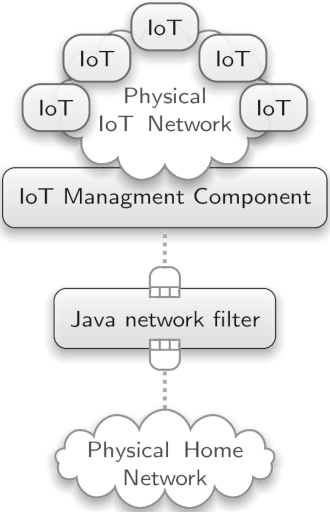 IoT
IoT
IoT
IoT
IoT
Physical
IoT Network
IoT Managment Component
Java network filter
Physical Home
Network